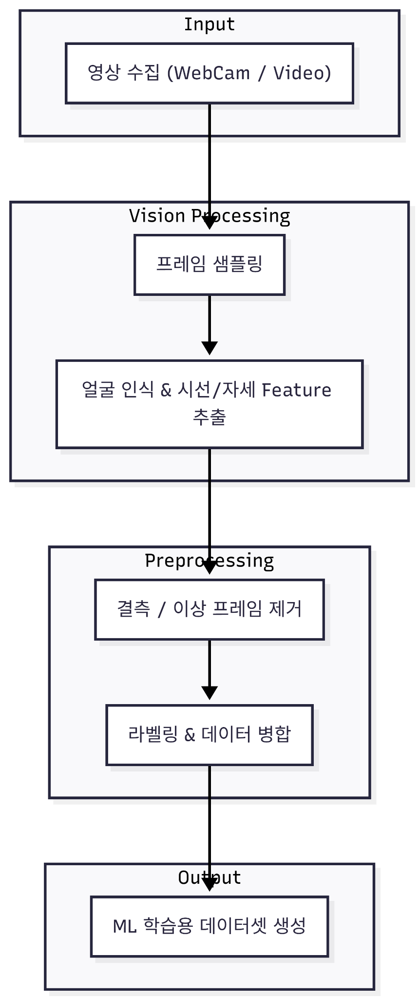 Input
영상 수집 (WebCam / Video)
Vision Processing
프레임 샘플링
얼굴 인식 & 시선/자세 Feature
추출
Preprocessing
결측 / 이상 프레임 제거
라벨링 & 데이터 병합
Output
ML 학습용 데이터셋 생성